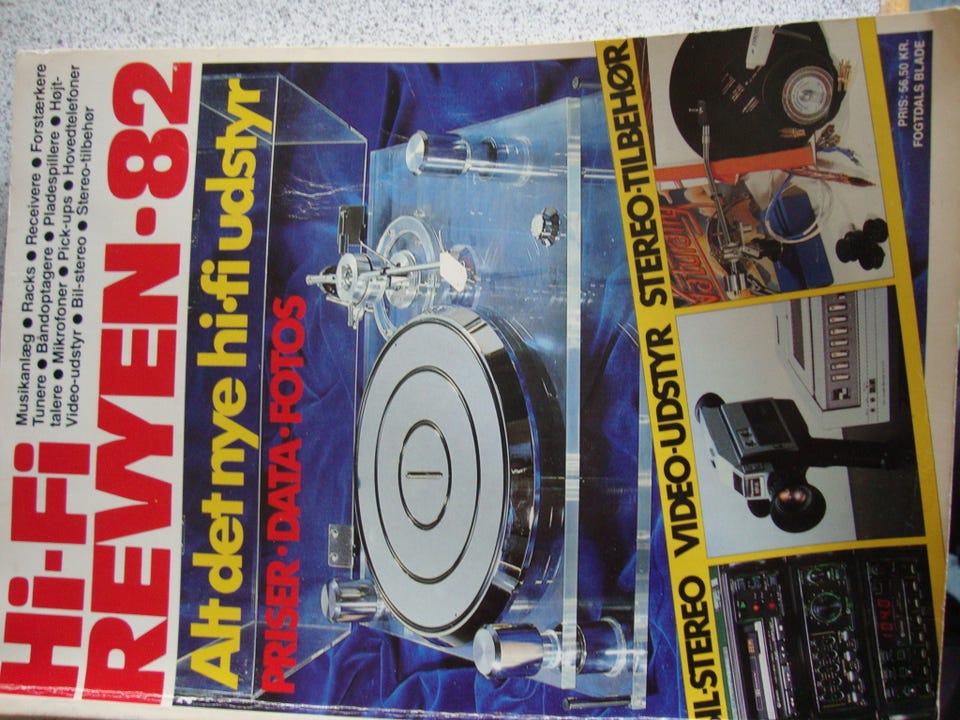 Hi-Fi
REVYEN·82
Musikanlæg ● Racks ● Receivere ● Forstærkere
Tunere ● Båndoptagere ● Pladespillere ● Højt-
talere ● Mikrofoner ● Pick-ups ● Hovedtelefoner
Video-udstyr ● Bil-stereo ● Stereo-tilbehør
Alt det nye hi-fi udstyr
PRISER·DATA·FOTOS
IL-STEREO VIDEO-UDSTYR STEREO-TILBEHØR
PRIS: 56,50 KR.
FOGTDALS BLADE